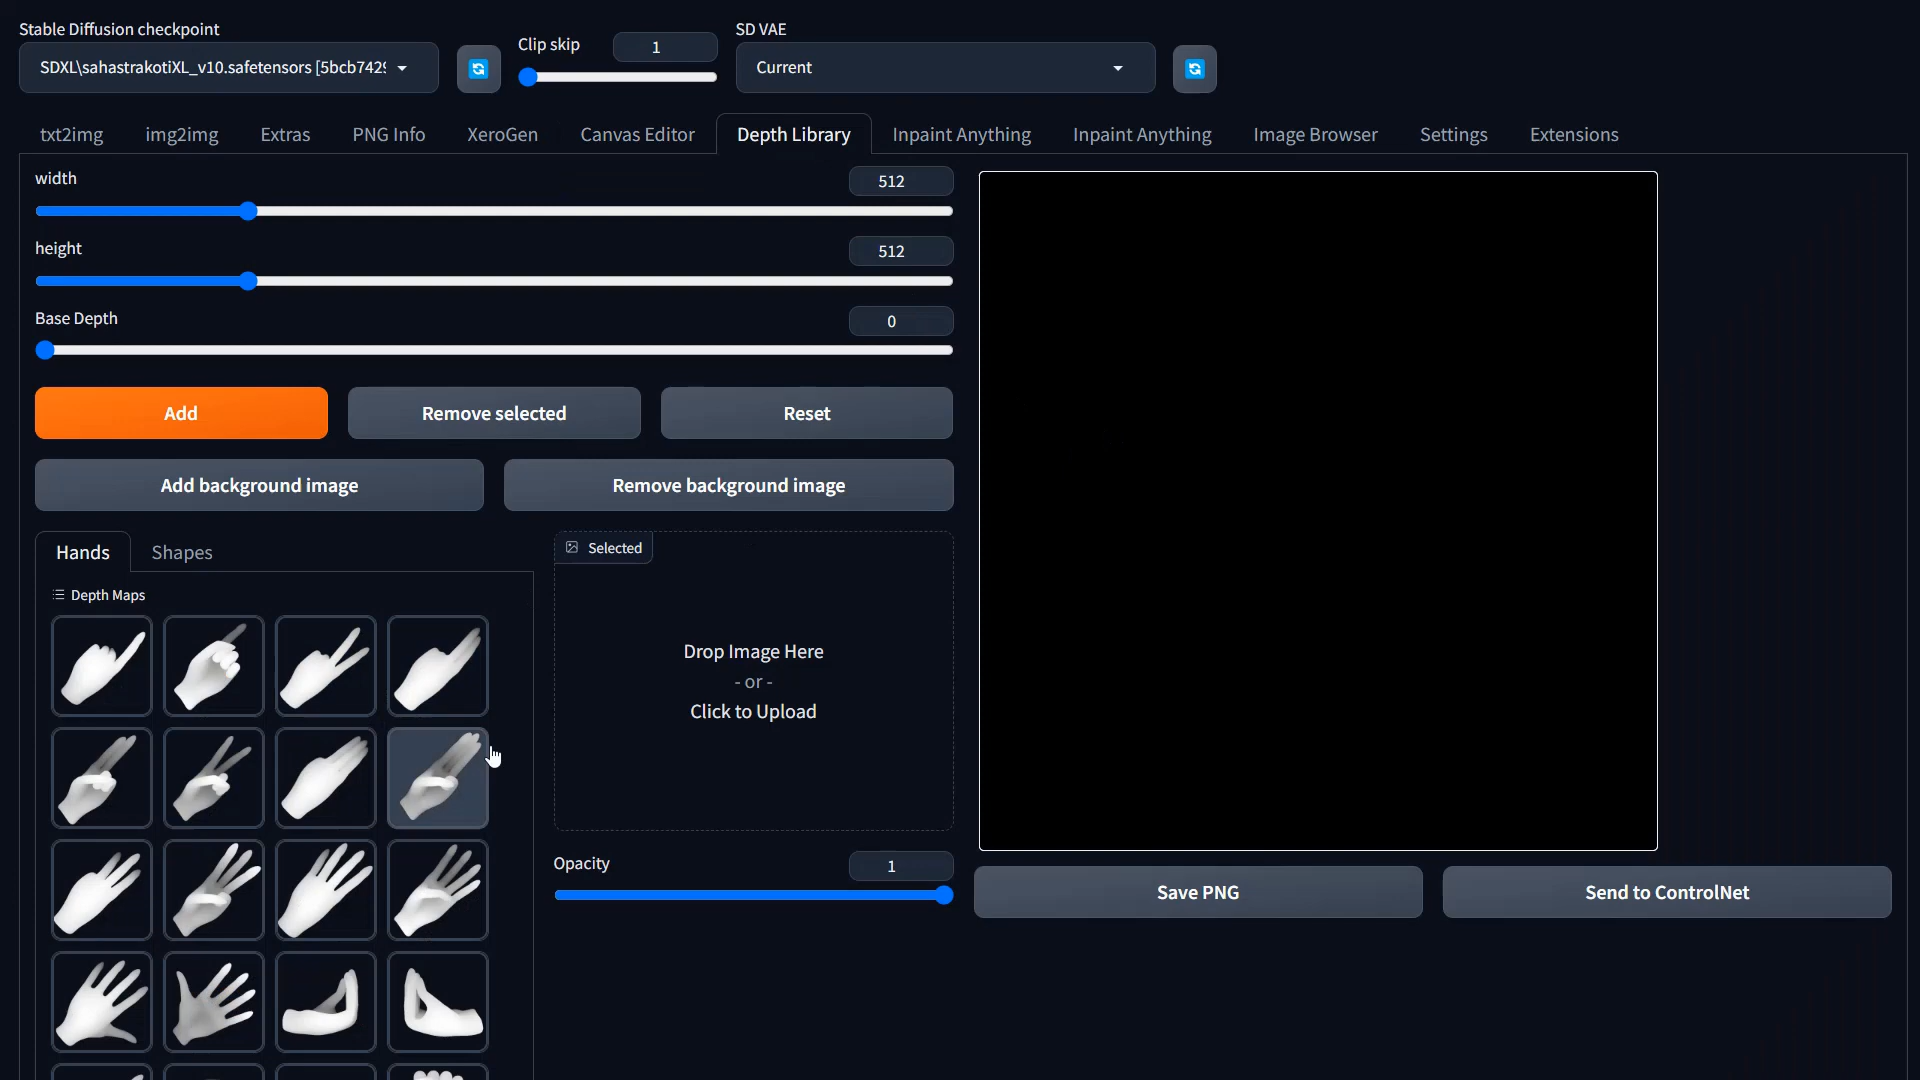 Stable Diffusion checkpoint
SDXL\sahastrakotiXL_v10.safetensors [5bcb7429
Clip skip
1
SD VAE
Current
txt2img
img2img
Extras
PNG Info
XeroGen
Canvas Editor
Depth Library
Inpaint Anything
Inpaint Anything
Image Browser
Settings
Extensions
width
512
height
512
Base Depth
0
Add
Remove selected
Reset
Add background image
Remove background image
Hands
Shapes
Depth Maps
Selected
Drop Image Here
- or -
Click to Upload
Opacity
1
Save PNG
Send to ControlNet